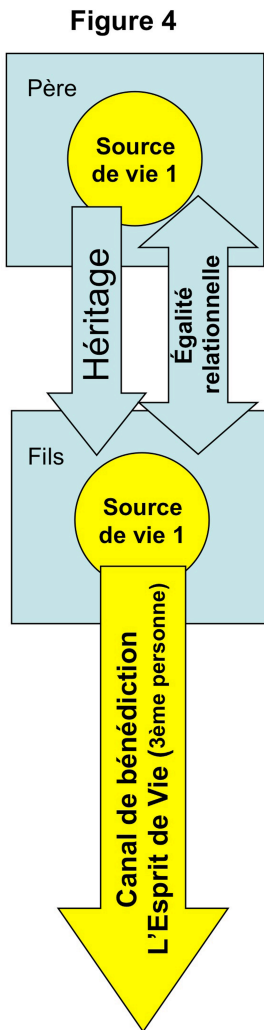 Figure 4
Père
Source
de vie 1
Héritage
Égalité
relationnelle
Fils
Source
de vie 1
Canal de bénédiction
L’Esprit de Vie (3ème personne)